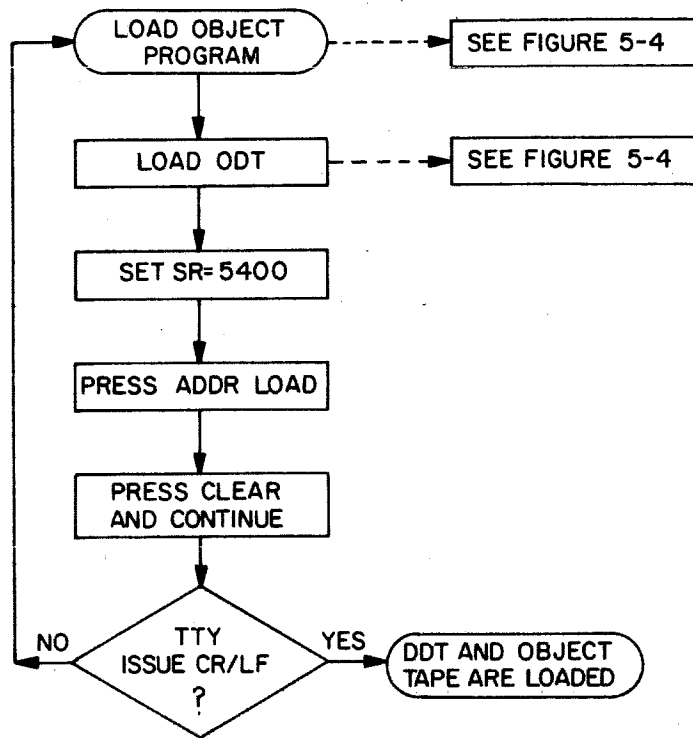 LOAD OBJECT
PROGRAM
SEE FIGURE 5-4
LOAD ODT
SEE FIGURE 5-4
SET SR=5400
PRESS ADDR LOAD
PRESS CLEAR
AND CONTINUE
NO
TTY
ISSUE CR/LF
?
YES
DDT AND OBJECT
TAPE ARE LOADED